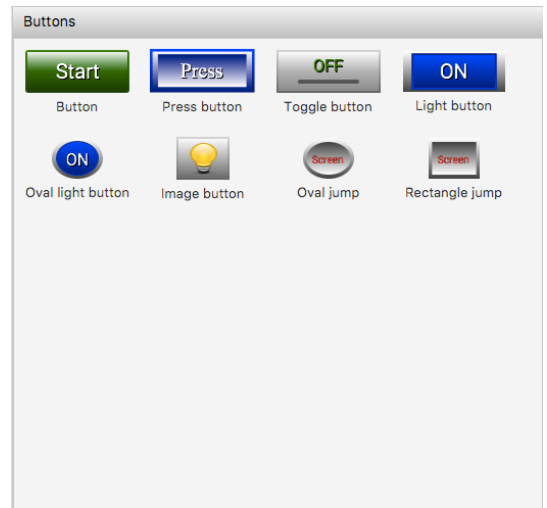 Buttons
Start Press OFF ON
Button Press button Toggle button Light button
ON Screen Screen
Oval light button Image button Oval jump Rectangle jump